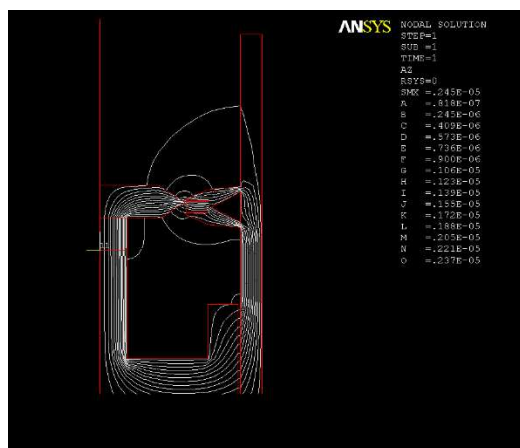 ANSYS
NODAL SOLUTION
STEP=1
SUB =1
TIME=1
AZ
RSYS=0
SMX =.245E-05
A =.818E-07
B =.245E-06
C =.409E-06
D =.573E-06
E =.736E-06
F =.900E-06
G =.106E-05
H =.123E-05
I =.139E-05
J =.155E-05
K =.172E-05
L =.188E-05
M =.205E-05
N =.221E-05
O =.237E-05